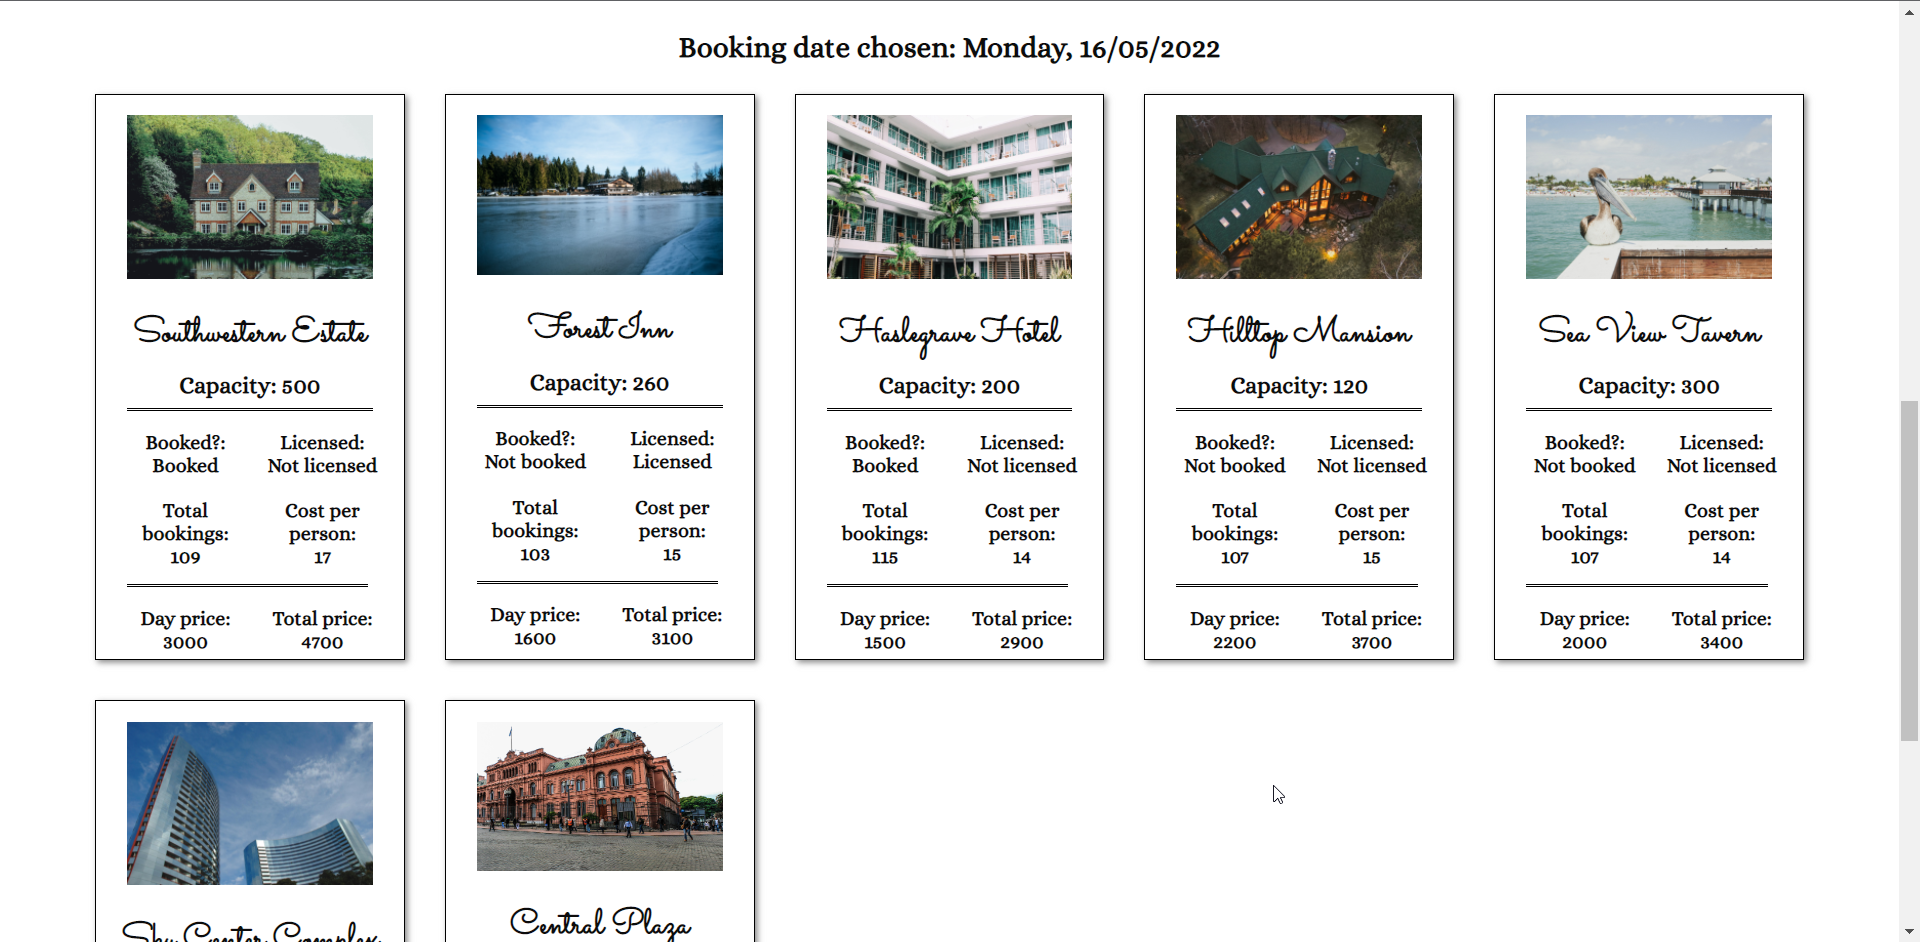 Booking date chosen: Monday, 16/05/2022
Southwestern Estate
Capacity: 500
Booked?:
Booked
Licensed:
Not licensed
Total
bookings:
109
Cost per
person:
17
Day price:
3000
Total price:
4700
Forest Inn
Capacity: 260
Booked?:
Not booked
Licensed:
Licensed
Total
bookings:
103
Cost per
person:
15
Day price:
1600
Total price:
3100
Haslegrave Hotel
Capacity: 200
Booked?:
Booked
Licensed:
Not licensed
Total
bookings:
115
Cost per
person:
14
Day price:
1500
Total price:
2900
Hilltop Mansion
Capacity: 120
Booked?:
Not booked
Licensed:
Not licensed
Total
bookings:
107
Cost per
person:
15
Day price:
2200
Total price:
3700
Sea View Tavern
Capacity: 300
Booked?:
Not booked
Licensed:
Not licensed
Total
bookings:
107
Cost per
person:
14
Day price:
2000
Total price:
3400
Sky Center Complex
Central Plaza